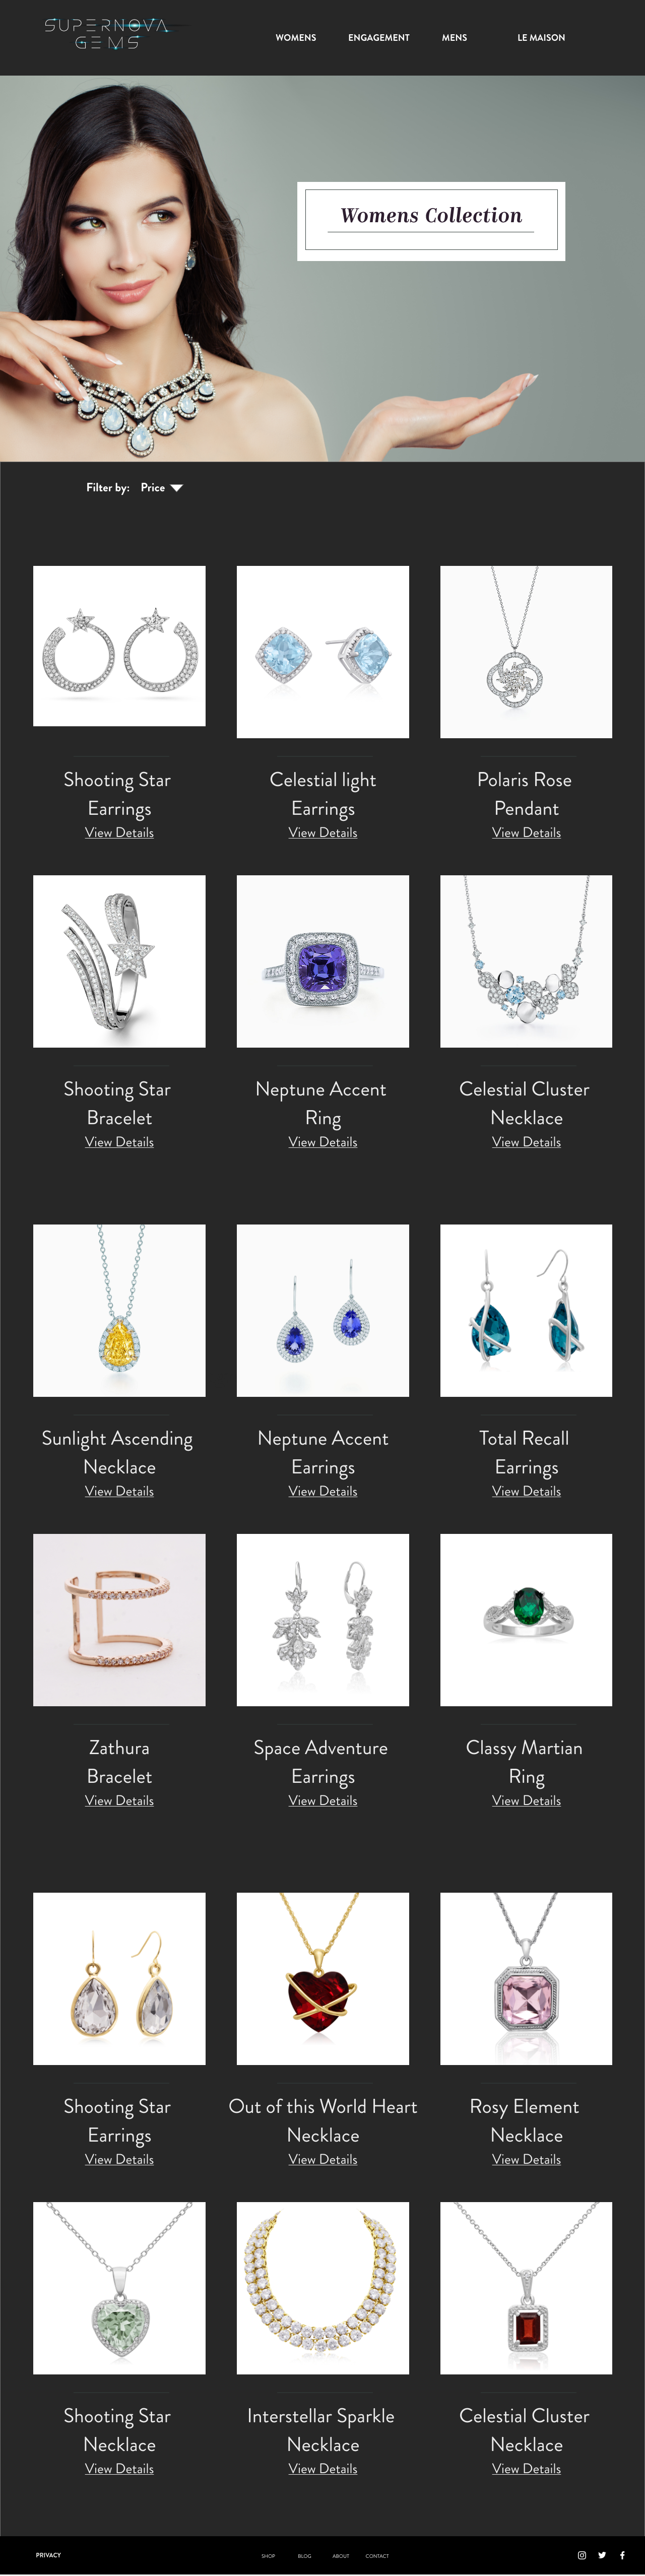 SUPERNOVA
GEMS
WOMENS ENGAGEMENT MENS LE MAISON
Womens Collection
Filter by: Price
Shooting Star
Earrings
View Details
Celestial light
Earrings
View Details
Polaris Rose
Pendant
View Details
Shooting Star
Bracelet
View Details
Neptune Accent
Ring
View Details
Celestial Cluster
Necklace
View Details
Sunlight Ascending
Necklace
View Details
Neptune Accent
Earrings
View Details
Total Recall
Earrings
View Details
Zathura
Bracelet
View Details
Space Adventure
Earrings
View Details
Classy Martian
Ring
View Details
Shooting Star
Earrings
View Details
Out of this World Heart
Necklace
View Details
Rosy Element
Necklace
View Details
Shooting Star
Necklace
View Details
Interstellar Sparkle
Necklace
View Details
Celestial Cluster
Necklace
View Details
PRIVACY SHOP BLOG ABOUT CONTACT